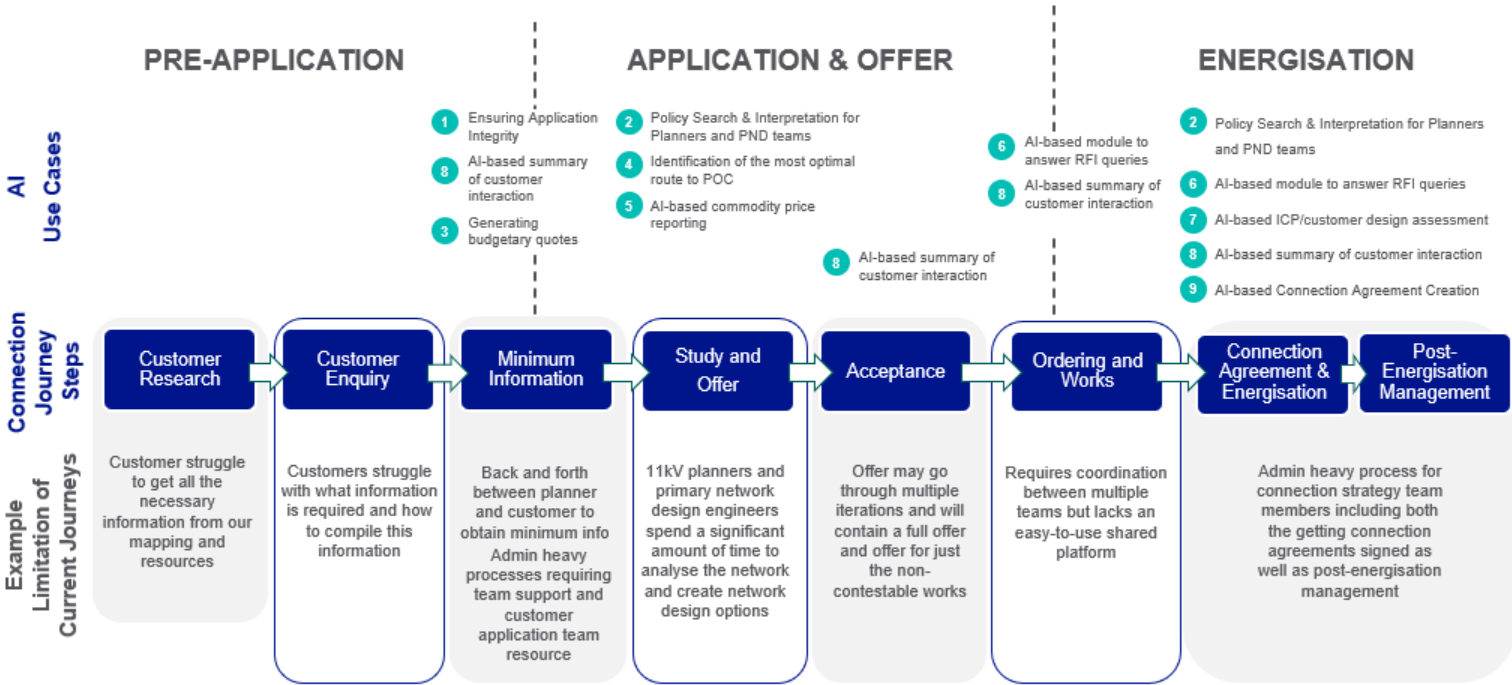 PRE-APPLICATION
APPLICATION & OFFER
ENERGISATION
AI
Use Cases
1
Ensuring Application
Integrity
8
AI-based summary
of customer
interaction
3
Generating
budgetary quotes
2
Policy Search & Interpretation for
Planners and PND teams
4
Identification of the most optimal
route to POC
5
AI-based commodity price
reporting
8
AI-based summary of
customer interaction
6
AI-based module to
answer RFI queries
8
AI-based summary of
customer interaction
2
Policy Search & Interpretation for Planners
and PND teams
6
AI-based module to answer RFI queries
7
AI-based ICP/customer design assessment
8
AI-based summary of customer interaction
9
AI-based Connection Agreement Creation
Connection
Journey
Steps
Customer
Research
Customer
Enquiry
Minimum
Information
Study and
Offer
Acceptance
Ordering and
Works
Connection
Agreement &
Energisation
Post-
Energisation
Management
Example
Limitation of
Current Journeys
Customer struggle
to get all the
necessary
information from our
mapping and
resources
Customers struggle
with what information
is required and how
to compile this
information
Back and forth
between planner
and customer to
obtain minimum info
Admin heavy
processes requiring
team support and
customer
application team
resource
11kV planners and
primary network
design engineers
spend a significant
amount of time to
analyse the network
and create network
design options
Offer may go
through multiple
iterations and will
contain a full offer
and offer for just
the non-
contestable works
Requires coordination
between multiple
teams but lacks an
easy-to-use shared
platform
Admin heavy process for
connection strategy team
members including both
the getting connection
agreements signed as
well as post-energisation
management